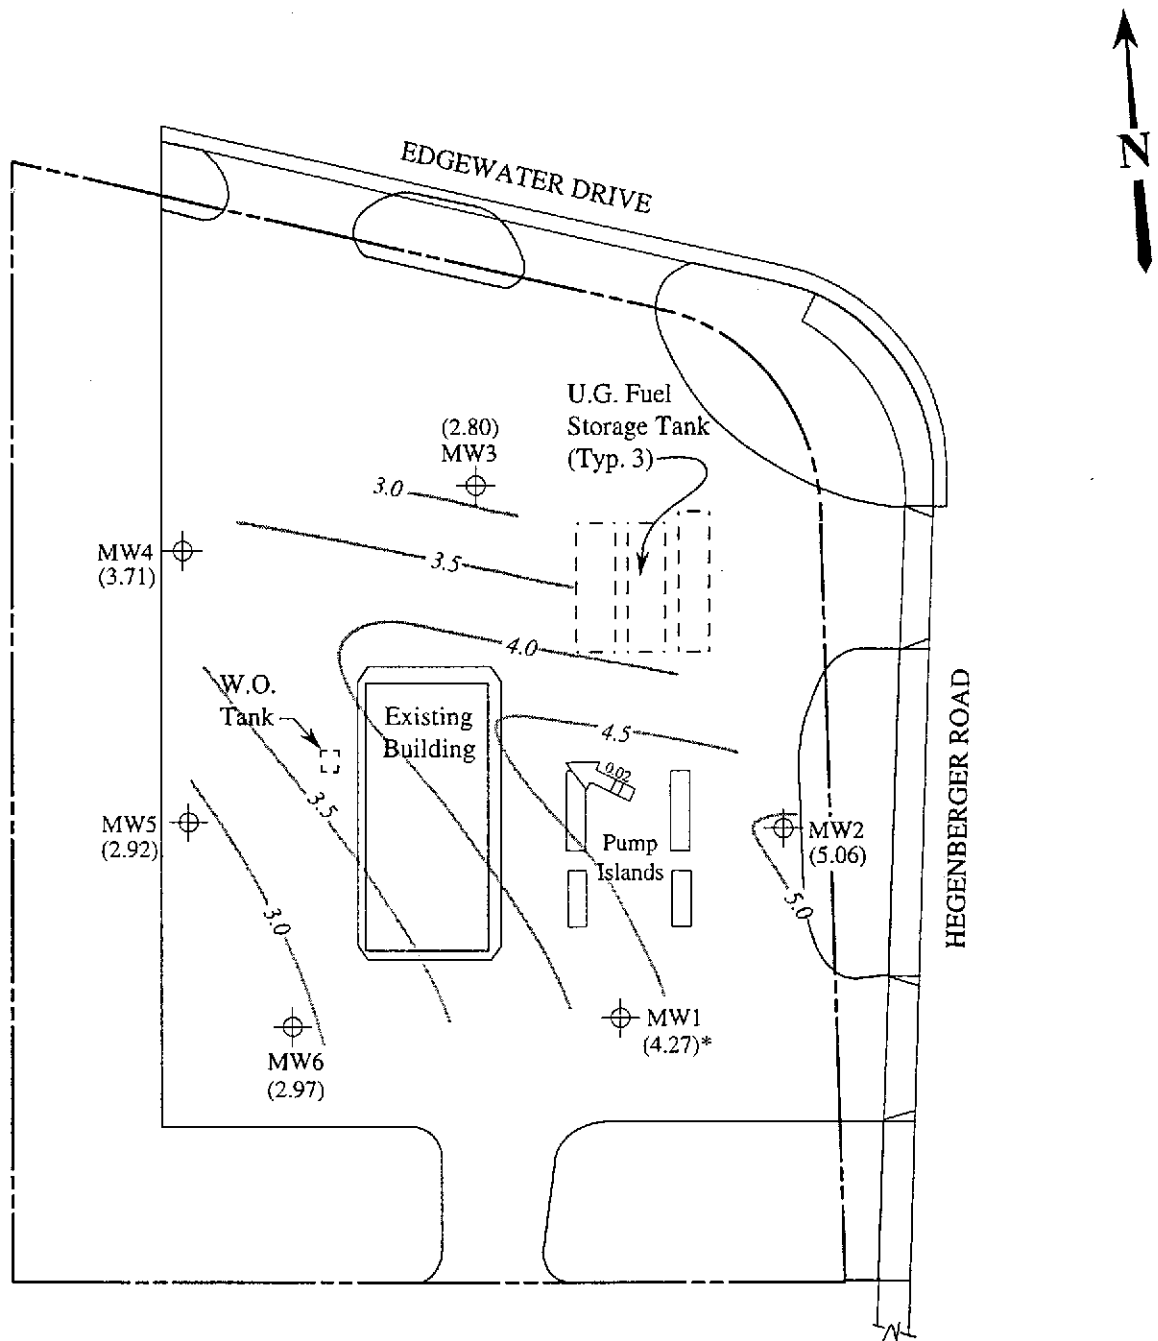 N
EDGEWATER DRIVE
U.G. Fuel
Storage Tank
(Typ. 3)
(2.80)
MW3
3.0
MW4
(3.71)
3.5
4.0
W.O.
Tank
Existing
Building
4.5
0.02
HEGENBERGER ROAD
MW5
(2.92)
3.5
Pump
Islands
MW2
(5.06)
5.0
3.0
MW1
(4.27)*
MW6
(2.97)